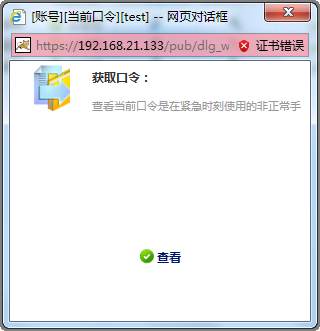 [账号][当前口令][test] -- 网页对话框
https://192.168.21.133/pub/dlg_w 证书错误
获取口令：
查看当前口令是在紧急时刻使用的非正常手
查看